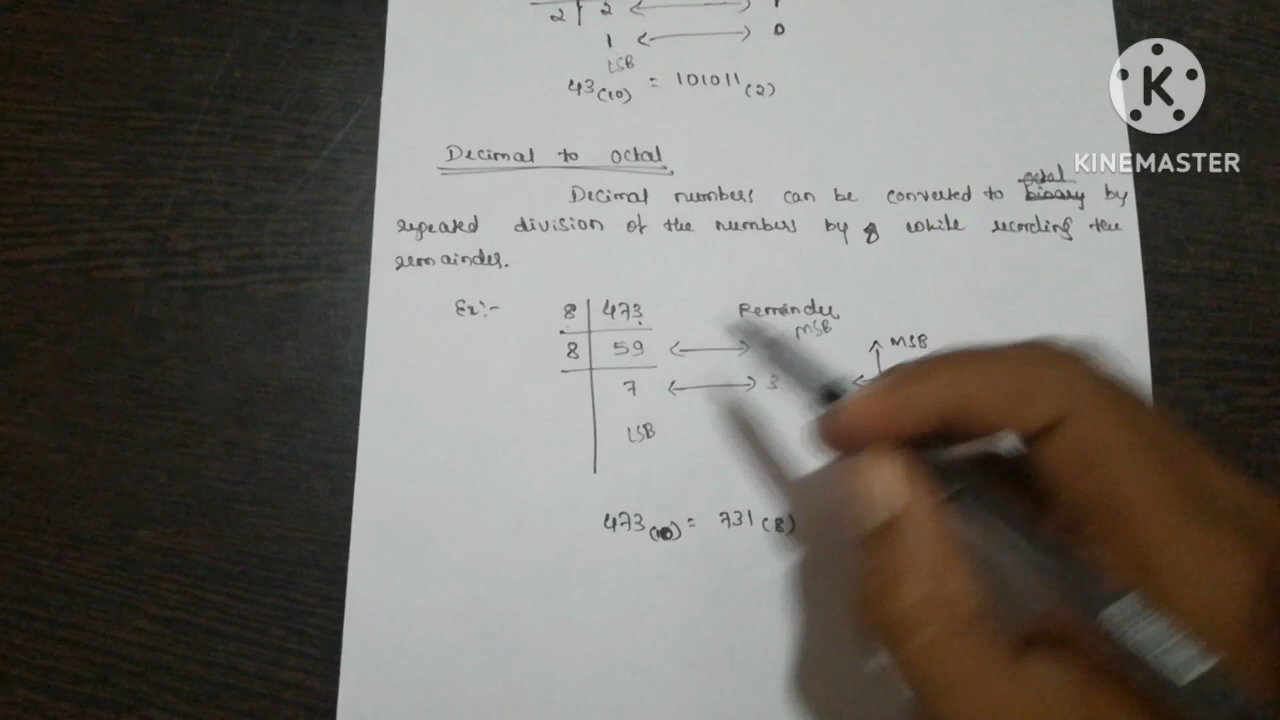 2 2
1 0
LSB
43(10) = 101011(2)
KINEMASTER
Decimal to octal
octal
Decimal numbers can be converted to binary by
repeated division of the numbers by 8 while recording the
remainder.
Ex:- 8 473 Reminder
MSB
8 59 MSB
7 3
LSB
473(10) = 731(8)